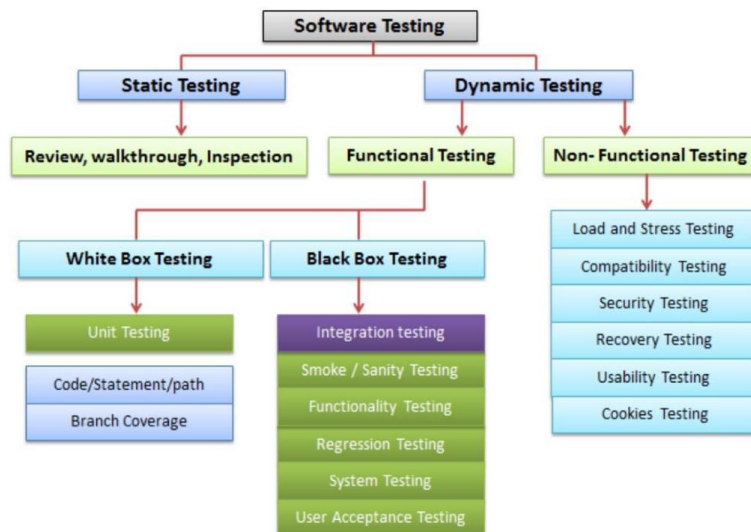 Software Testing
Static Testing
Dynamic Testing
Review, walkthrough, Inspection
Functional Testing
Non- Functional Testing
White Box Testing
Black Box Testing
Unit Testing
Code/Statement/path
Branch Coverage
Integration testing
Smoke / Sanity Testing
Functionality Testing
Regression Testing
System Testing
User Acceptance Testing
Load and Stress Testing
Compatibility Testing
Security Testing
Recovery Testing
Usability Testing
Cookies Testing